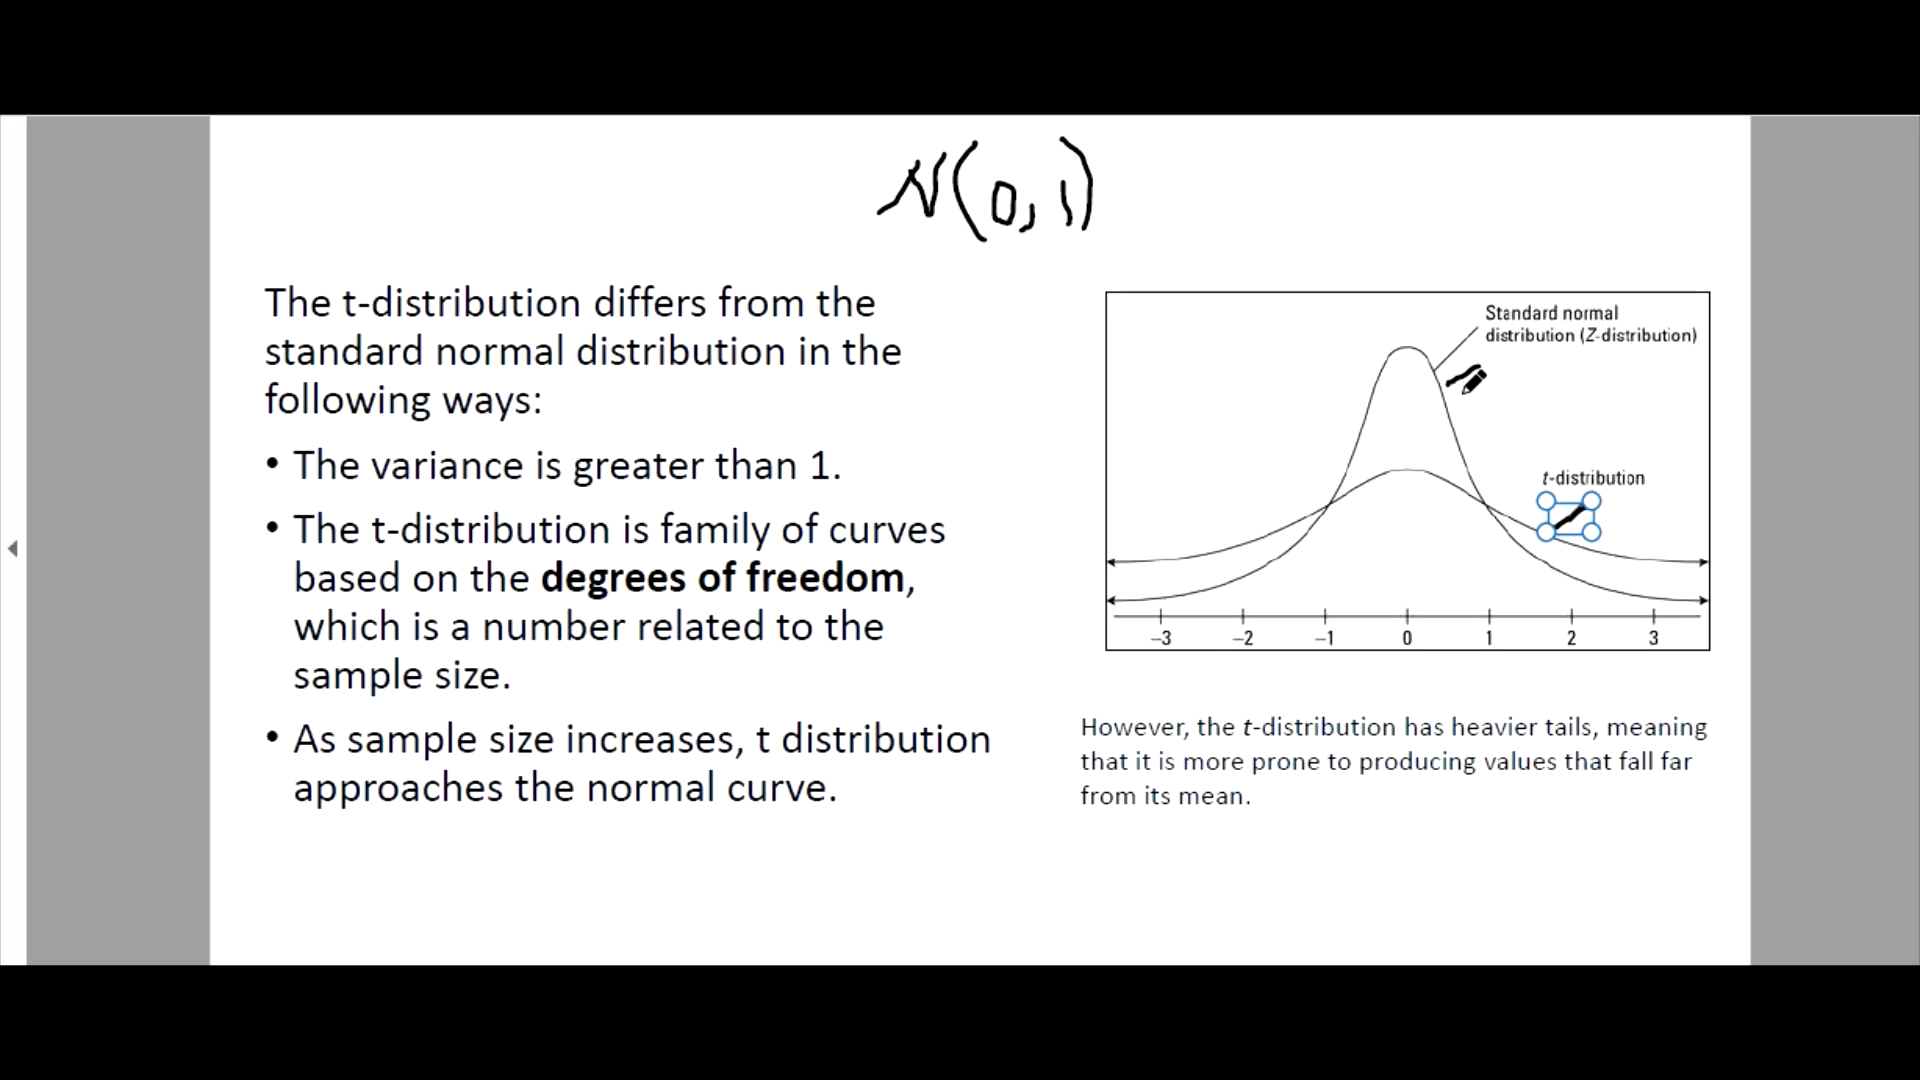 N(0,1)
The t-distribution differs from the
standard normal distribution in the
following ways:
• The variance is greater than 1.
• The t-distribution is family of curves
based on the degrees of freedom,
which is a number related to the
sample size.
• As sample size increases, t distribution
approaches the normal curve.
Standard normal
distribution (Z-distribution)
t-distribution
–3 –2 –1 0 1 2 3
However, the t-distribution has heavier tails, meaning
that it is more prone to producing values that fall far
from its mean.